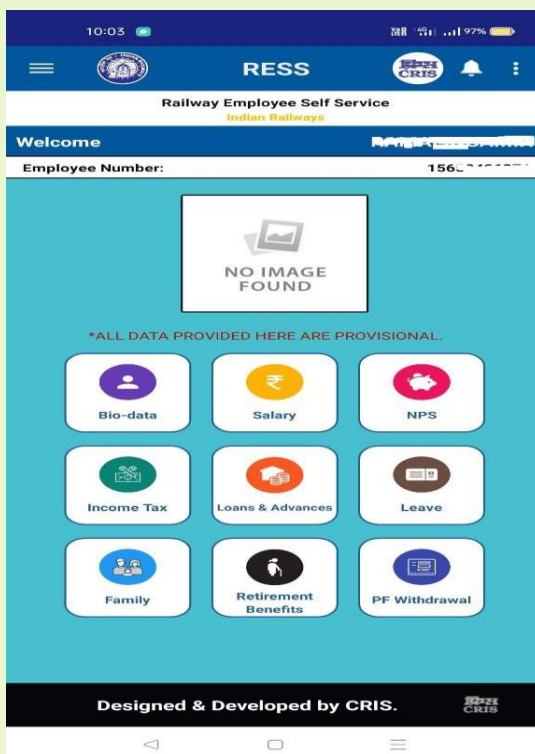 10:03
97%
RESS
क्रिस
CRIS
Railway Employee Self Service
Indian Railways
Welcome
Employee Number:
NO IMAGE
FOUND
*ALL DATA PROVIDED HERE ARE PROVISIONAL.
Bio-data
Salary
NPS
Income Tax
Loans & Advances
Leave
Family
Retirement
Benefits
PF Withdrawal
Designed & Developed by CRIS.
क्रिस
CRIS